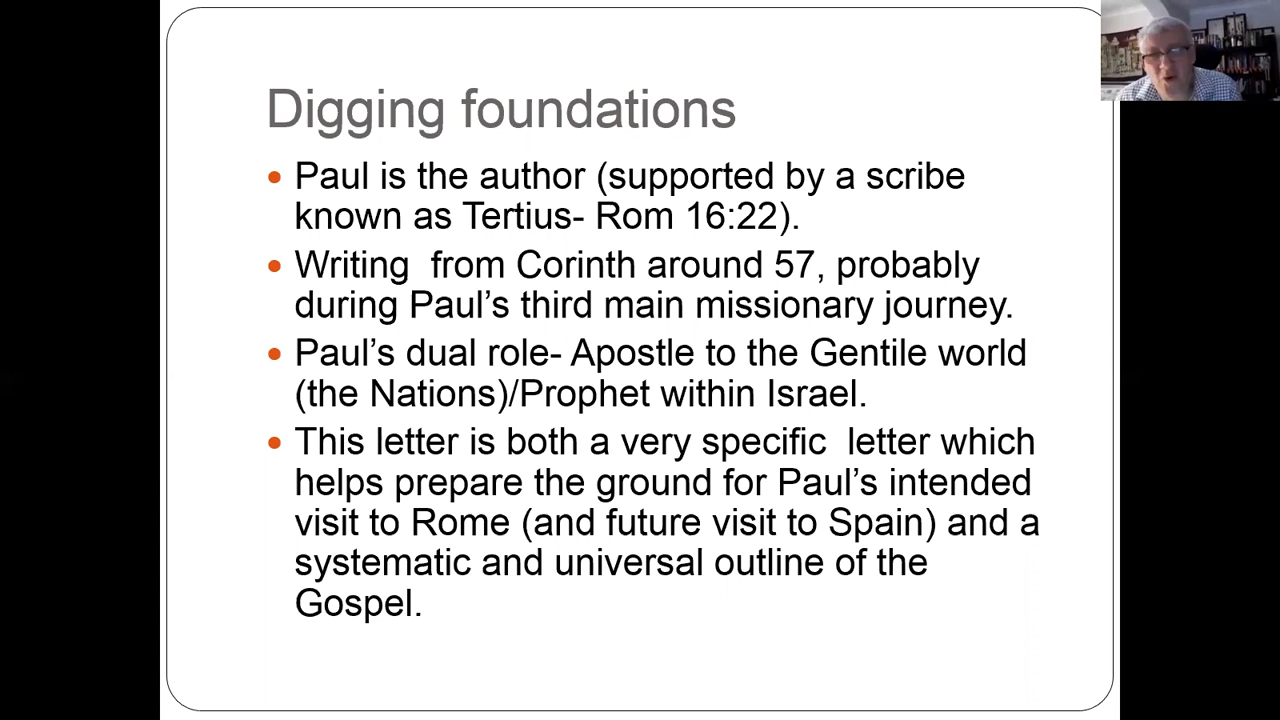 Digging foundations
Paul is the author (supported by a scribe
known as Tertius- Rom 16:22).
Writing  from Corinth around 57, probably
during Paul’s third main missionary journey.
Paul’s dual role- Apostle to the Gentile world
(the Nations)/Prophet within Israel.
This letter is both a very specific  letter which
helps prepare the ground for Paul’s intended
visit to Rome (and future visit to Spain) and a
systematic and universal outline of the
Gospel.